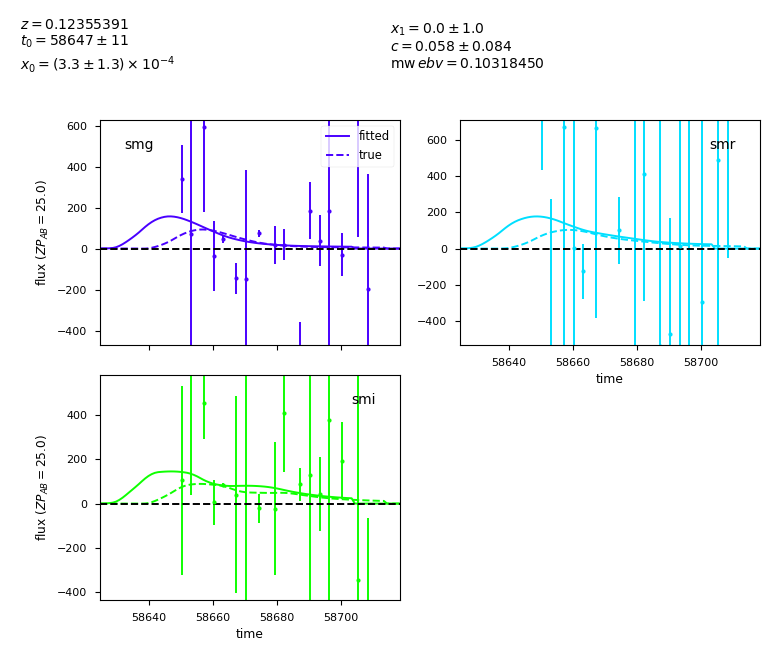 z = 0.12355391
t₀ = 58647 ± 11
x₀ = (3.3 ± 1.3) × 10⁻⁴
x₁ = 0.0 ± 1.0
c = 0.058 ± 0.084
mw ebv = 0.10318450
smg
fitted
true
600
400
200
0
−200
−400
flux (ZP_AB = 25.0)
smr
600
400
200
0
−200
−400
58640 58660 58680 58700
time
smi
400
200
0
−200
−400
flux (ZP_AB = 25.0)
58640 58660 58680 58700
time